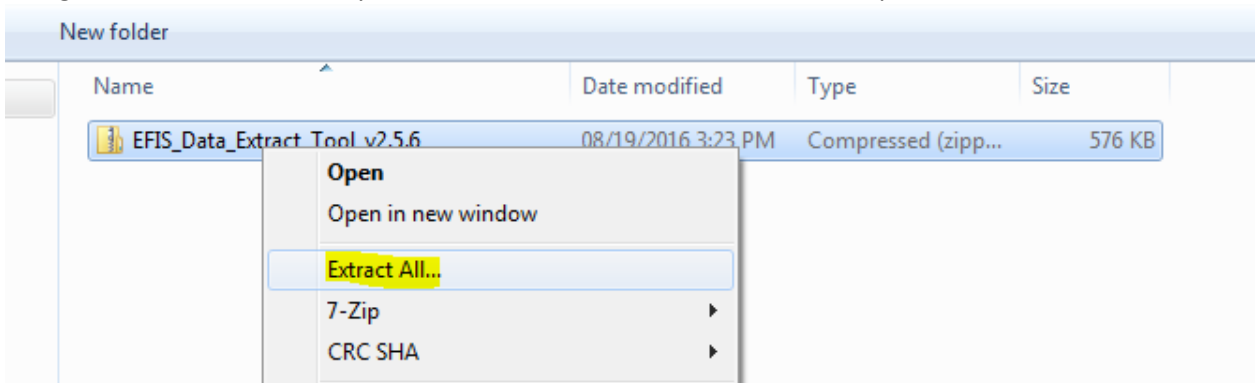 New folder
Name Date modified Type Size
EFIS_Data_Extract_Tool_v2.5.6 08/19/2016 3:23 PM Compressed (zipp... 576 KB
Open
Open in new window
Extract All...
7-Zip
CRC SHA